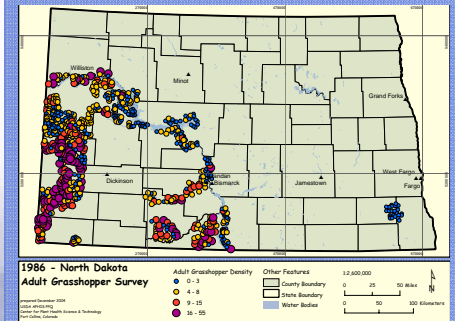 Williston
Minot
Grand Forks
Dickinson
Mandan
Bismarck
Jamestown
West Fargo
Fargo
1986 - North Dakota
Adult Grasshopper Survey
prepared December 2004
USDA APHIS PPQ
Center for Plant Health Science & Technology
Fort Collins, Colorado
Adult Grasshopper Density
0 - 3
4 - 8
9 - 15
16 - 55
Other Features
County Boundary
State Boundary
Water Bodies
1:2,600,000
0 25 50 Miles
0 50 100 Kilometers
N